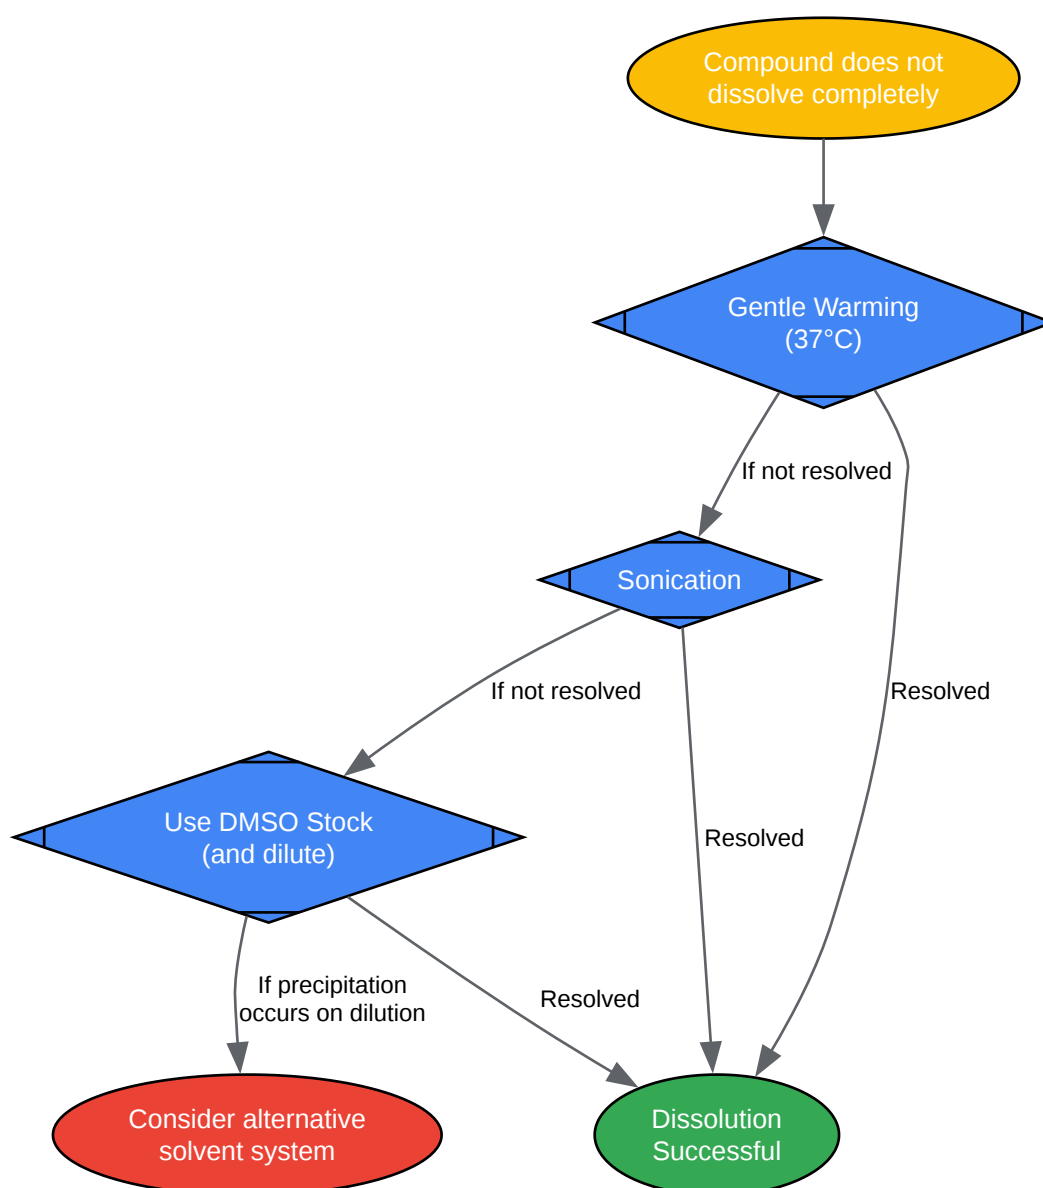 Compound does not
dissolve completely
Gentle Warming
(37°C)
If not resolved
Sonication
If not resolved
Resolved
Use DMSO Stock
(and dilute)
Resolved
If precipitation
occurs on dilution
Resolved
Consider alternative
solvent system
Dissolution
Successful